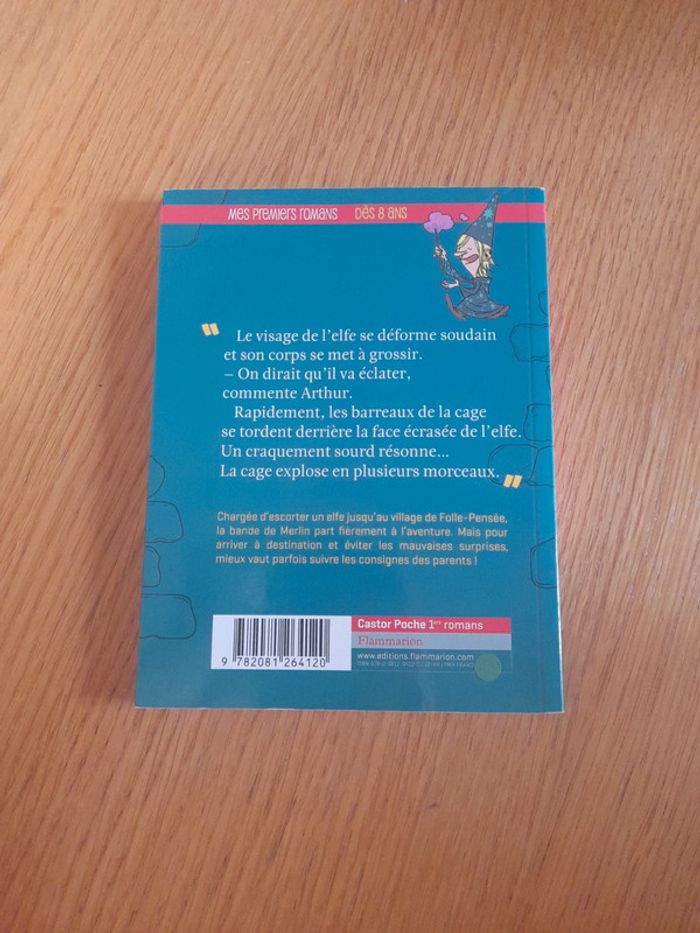 Mes premiers romans Dès 8 ans
" Le visage de l'elfe se déforme soudain
et son corps se met à grossir.
– On dirait qu'il va éclater,
commente Arthur.
Rapidement, les barreaux de la cage
se tordent derrière la face écrasée de l'elfe.
Un craquement sourd résonne...
La cage explose en plusieurs morceaux. "
Chargée d'escorter un elfe jusqu'au village de Folle-Pensée,
la bande de Merlin part fièrement à l'aventure. Mais pour
arriver à destination et éviter les mauvaises surprises,
mieux vaut parfois suivre les consignes des parents !
Castor Poche 1ers romans
Flammarion
www.editions.flammarion.com
9 782081 264120